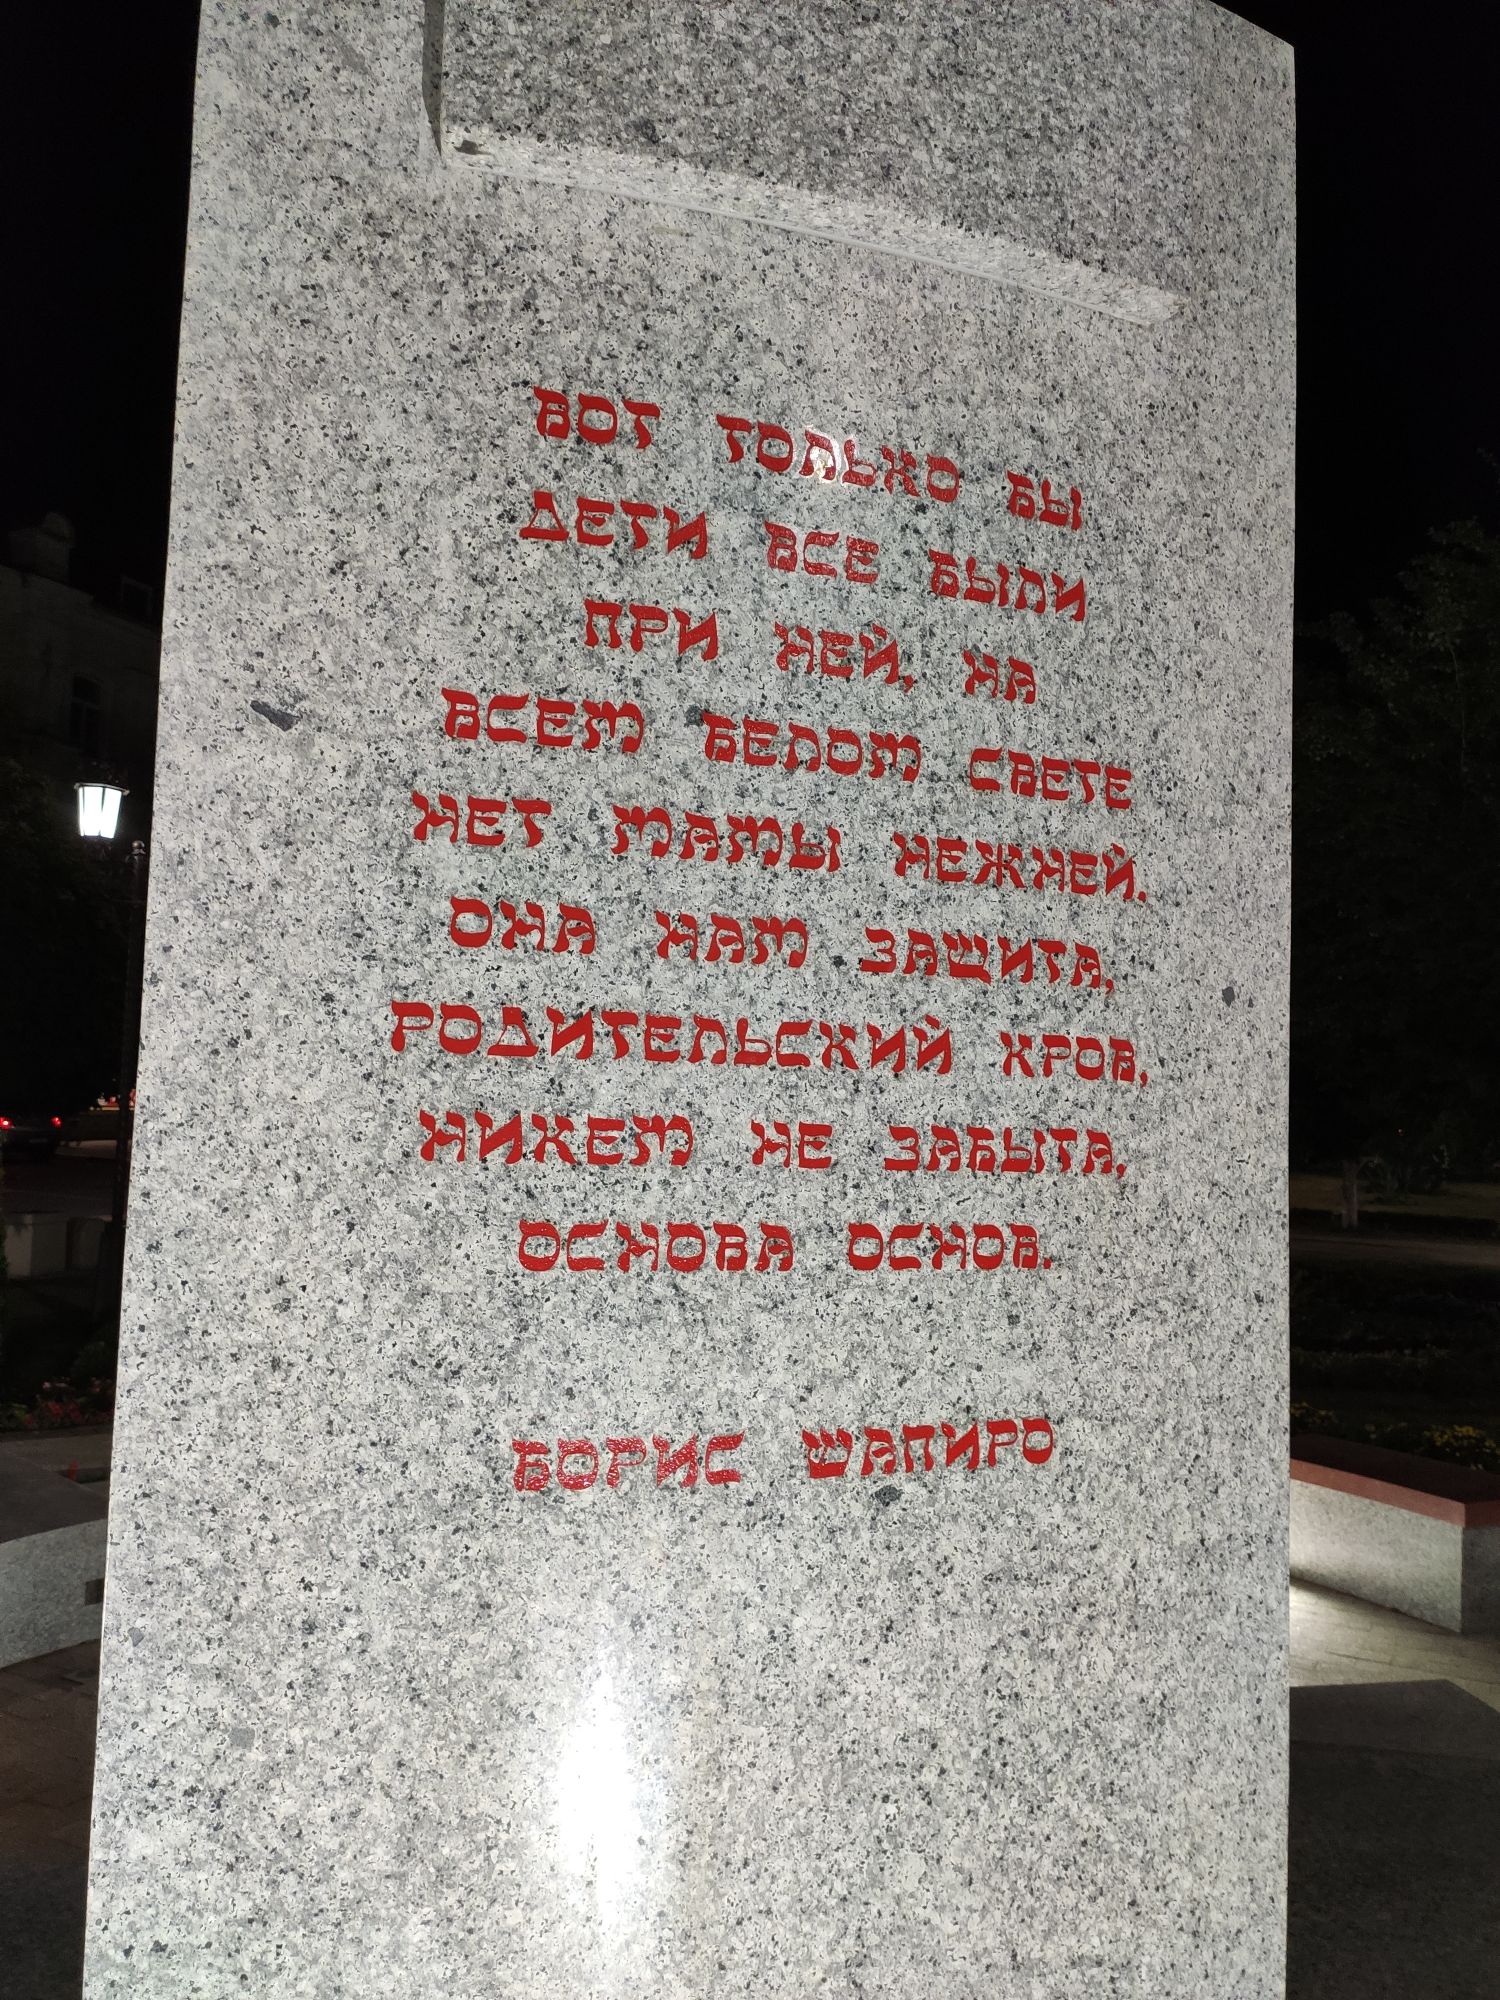 ВОТ ТОЛЬКО БЫ
ДЕТИ ВСЕ БЫЛИ
ПРИ НЕЙ, НА
ВСЕМ БЕЛОМ СВЕТЕ
НЕТ МАМЫ НЕЖНЕЙ.
ОНА НАМ ЗАЩИТА,
РОДИТЕЛЬСКИЙ КРОВ,
НИКЕМ НЕ ЗАБЫТА,
ОСНОВА ОСНОВ.
БОРИС ШАПИРО